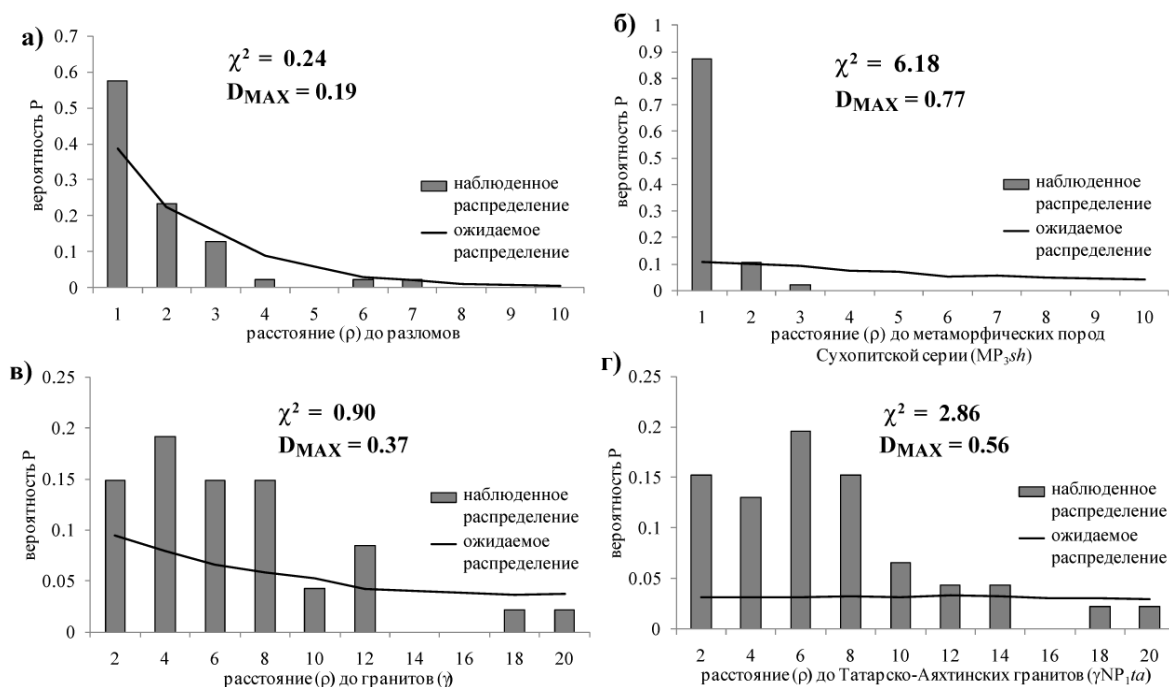 а)
χ² = 0.24
D_MAX = 0.19
вероятность P
0.7
0.6
0.5
0.4
0.3
0.2
0.1
0
наблюденное
распределение
ожидаемое
распределение
1 2 3 4 5 6 7 8 9 10
расстояние (ρ) до разломов
б)
χ² = 6.18
D_MAX = 0.77
вероятность P
1
0.9
0.8
0.7
0.6
0.5
0.4
0.3
0.2
0.1
0
наблюденное
распределение
ожидаемое
распределение
1 2 3 4 5 6 7 8 9 10
расстояние (ρ) до метаморфических пород
Сухопитской серии (MP₃sh)
в)
χ² = 0.90
D_MAX = 0.37
вероятность P
0.25
0.2
0.15
0.1
0.05
0
наблюденное
распределение
ожидаемое
распределение
2 4 6 8 10 12 14 16 18 20
расстояние (ρ) до гранитов (γ)
г)
χ² = 2.86
D_MAX = 0.56
вероятность P
0.25
0.2
0.15
0.1
0.05
0
наблюденное
распределение
ожидаемое
распределение
2 4 6 8 10 12 14 16 18 20
расстояние (ρ) до Татарско-Аяхтинских гранитов (γNP₁ta)